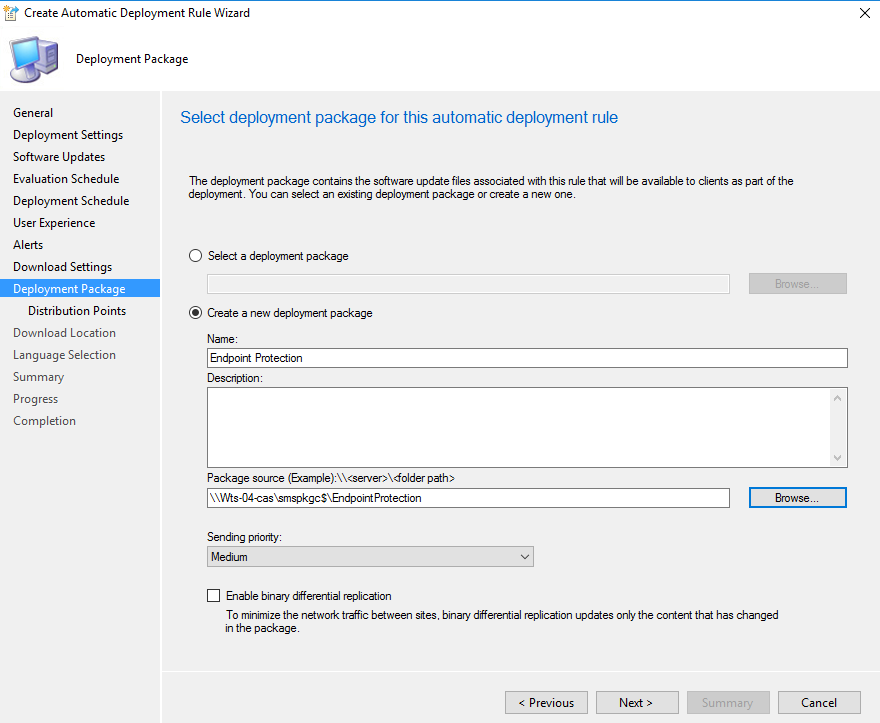 Create Automatic Deployment Rule Wizard
Deployment Package
General
Deployment Settings
Software Updates
Evaluation Schedule
Deployment Schedule
User Experience
Alerts
Download Settings
Deployment Package
Distribution Points
Download Location
Language Selection
Summary
Progress
Completion
Select deployment package for this automatic deployment rule
The deployment package contains the software update files associated with this rule that will be available to clients as part of the
deployment. You can select an existing deployment package or create a new one.
Select a deployment package
Browse...
Create a new deployment package
Name:
Endpoint Protection
Description:
Package source (Example):\\<server>\<folder path>
\\Wts-04-cas\smspkgc$\EndpointProtection
Browse...
Sending priority:
Medium
Enable binary differential replication
To minimize the network traffic between sites, binary differential replication updates only the content that has changed
in the package.
< Previous
Next >
Summary
Cancel